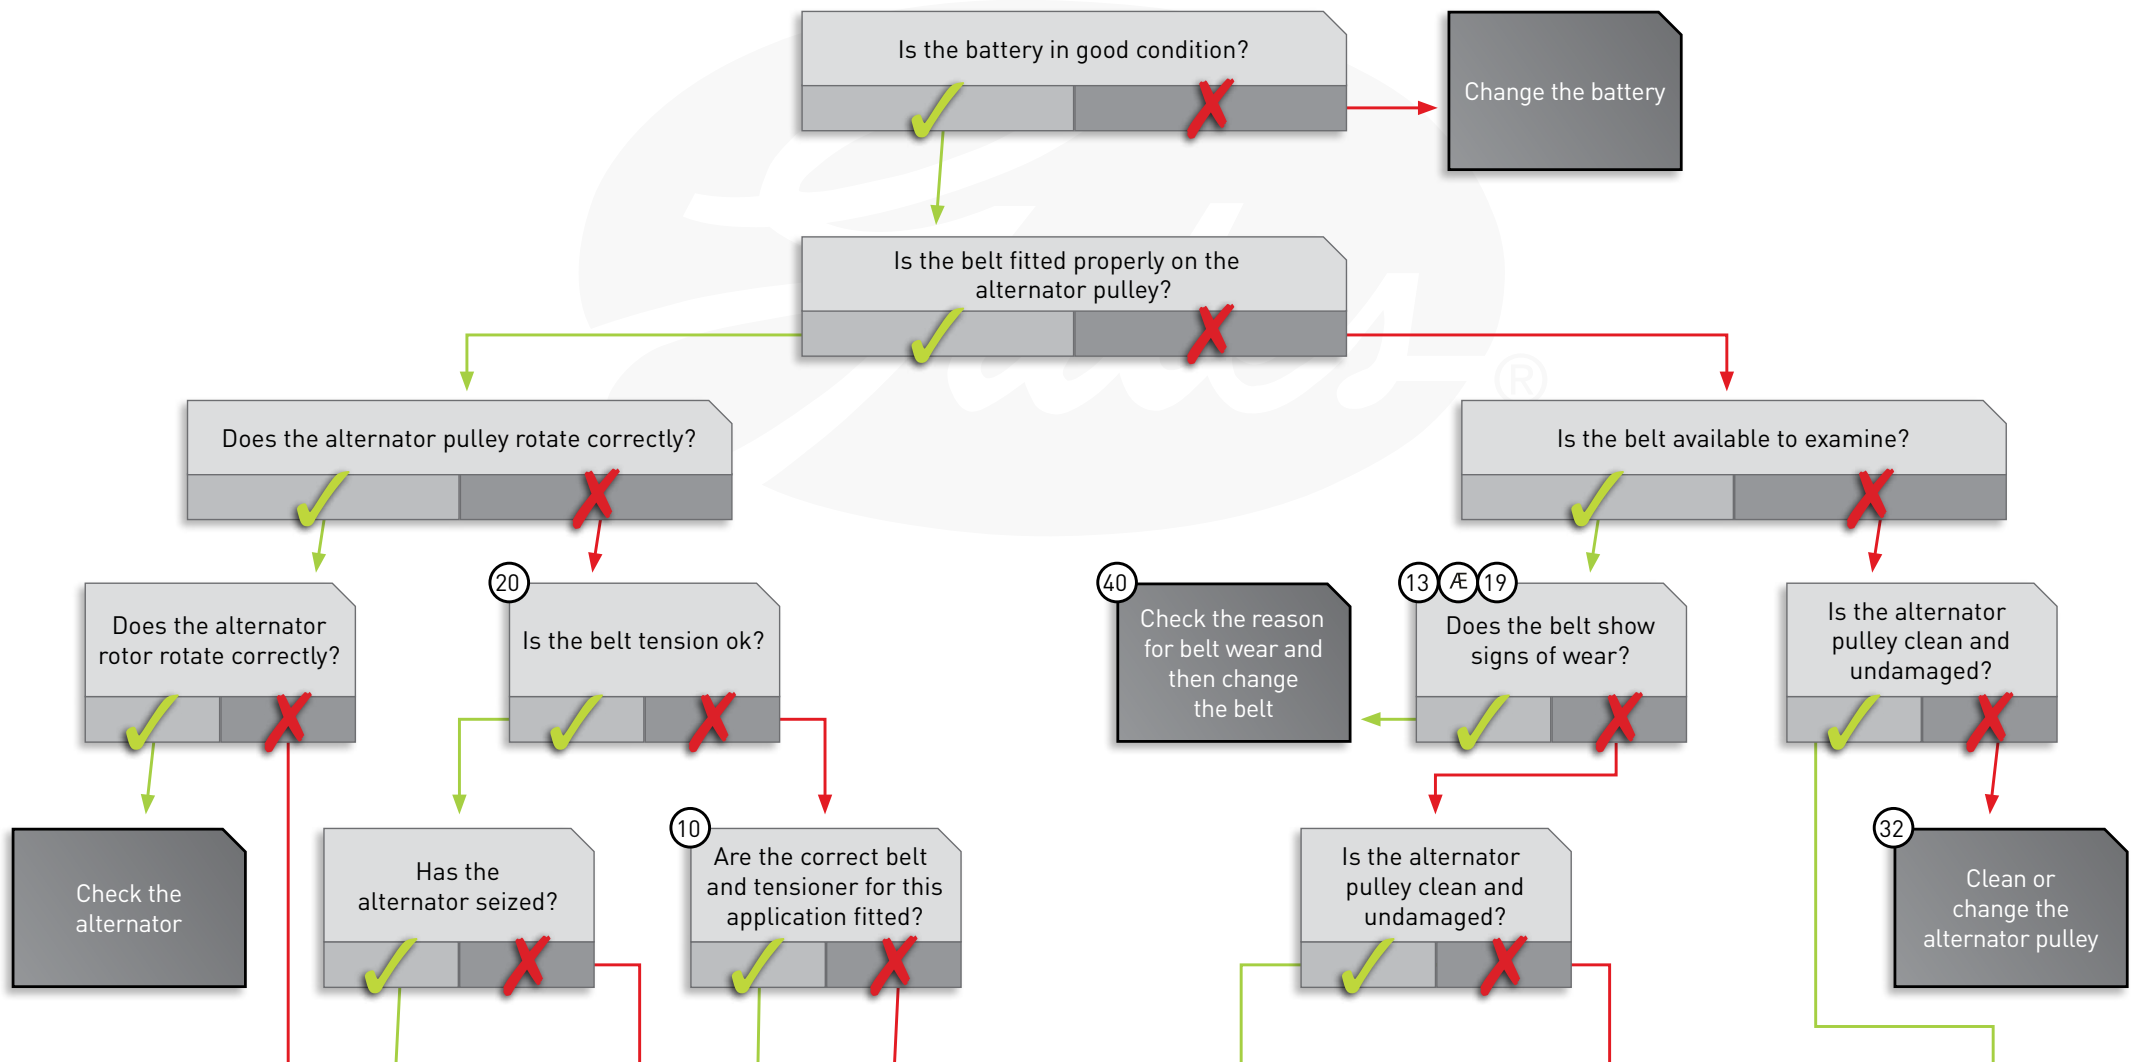 Is the battery in good condition?
Change the battery
Is the belt fitted properly on the
alternator pulley?
Does the alternator pulley rotate correctly?
Is the belt available to examine?
Does the alternator
rotor rotate correctly?
20
Is the belt tension ok?
40
Check the reason
for belt wear and
then change
the belt
13 Æ 19
Does the belt show
signs of wear?
Is the alternator
pulley clean and
undamaged?
Check the
alternator
Has the
alternator seized?
10
Are the correct belt
and tensioner for this
application fitted?
Is the alternator
pulley clean and
undamaged?
32
Clean or
change the
alternator pulley
Gates
®